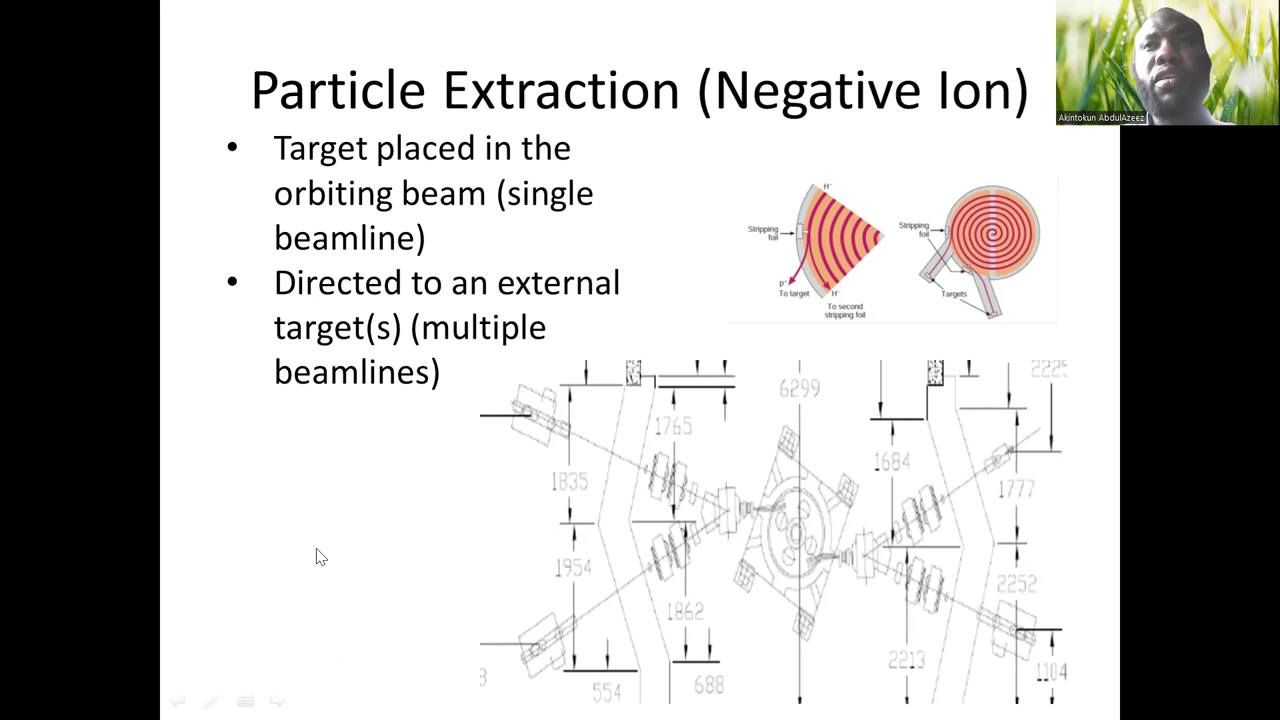 Particle Extraction (Negative Ion)
• Target placed in the
orbiting beam (single
beamline)
• Directed to an external
target(s) (multiple
beamlines)
Akintokun AbdulAzeez
H⁻
Stripping
foil
p⁺
To target
H⁻
To second
stripping foil
Stripping
foil
Targets
6299
1765
1835
1954
1862
554
688
1684
1777
2252
2213
1104